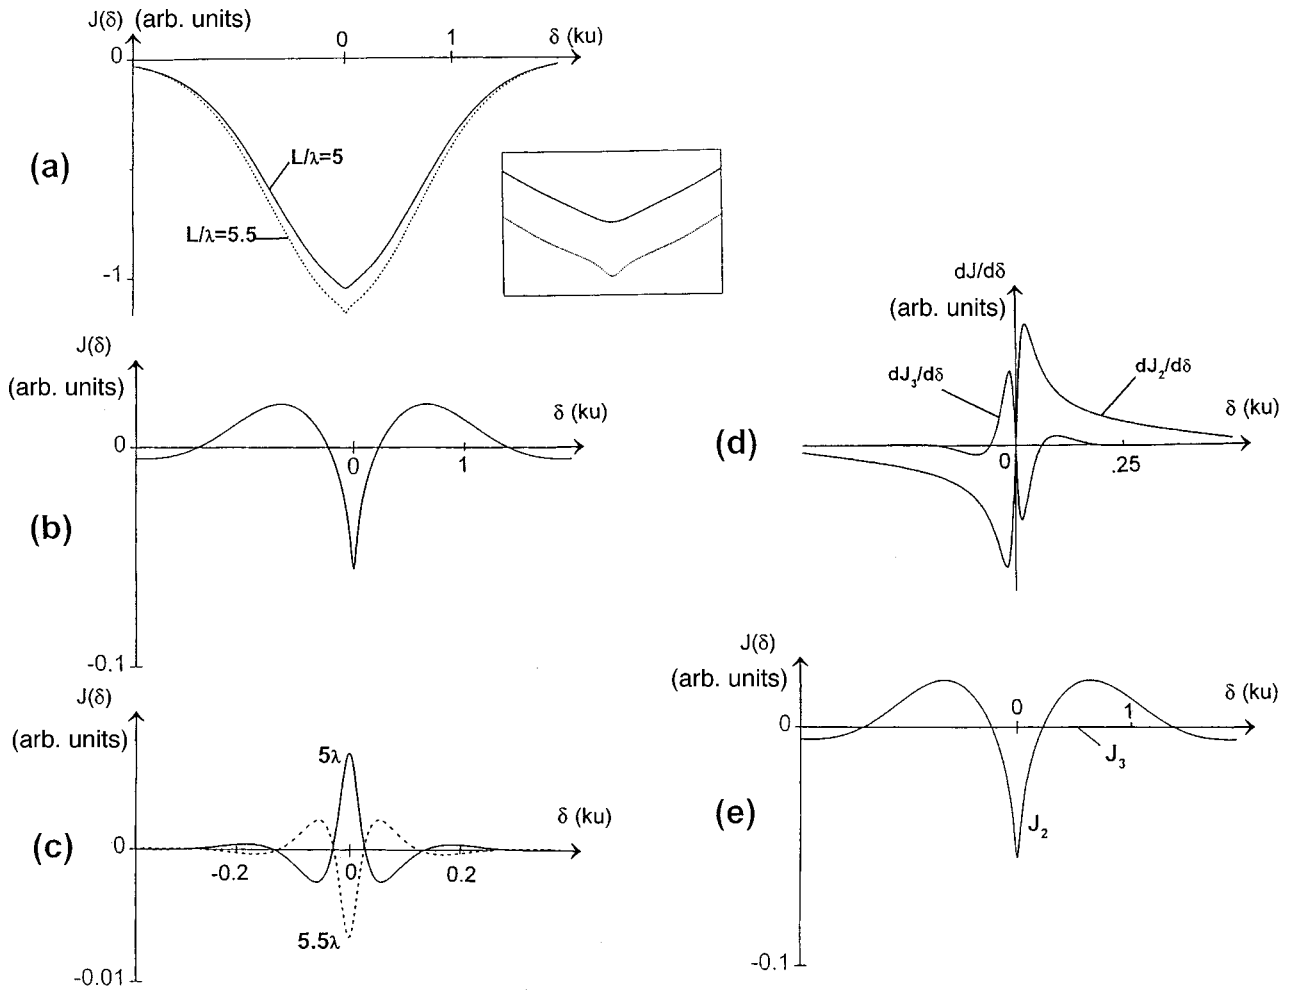 J(δ) (arb. units)
0
1
δ (ku)
0
(a)
L/λ=5
L/λ=5.5
-1
J(δ)
(arb. units)
δ (ku)
0
0
1
(b)
-0.1
J(δ)
(arb. units)
5λ
δ (ku)
(c)
0
-0.2
0
0.2
5.5λ
-0.01
dJ/dδ
(arb. units)
dJ3/dδ
dJ2/dδ
δ (ku)
(d)
0
.25
J(δ)
(arb. units)
δ (ku)
0
1
0
J3
(e)
J2
-0.1